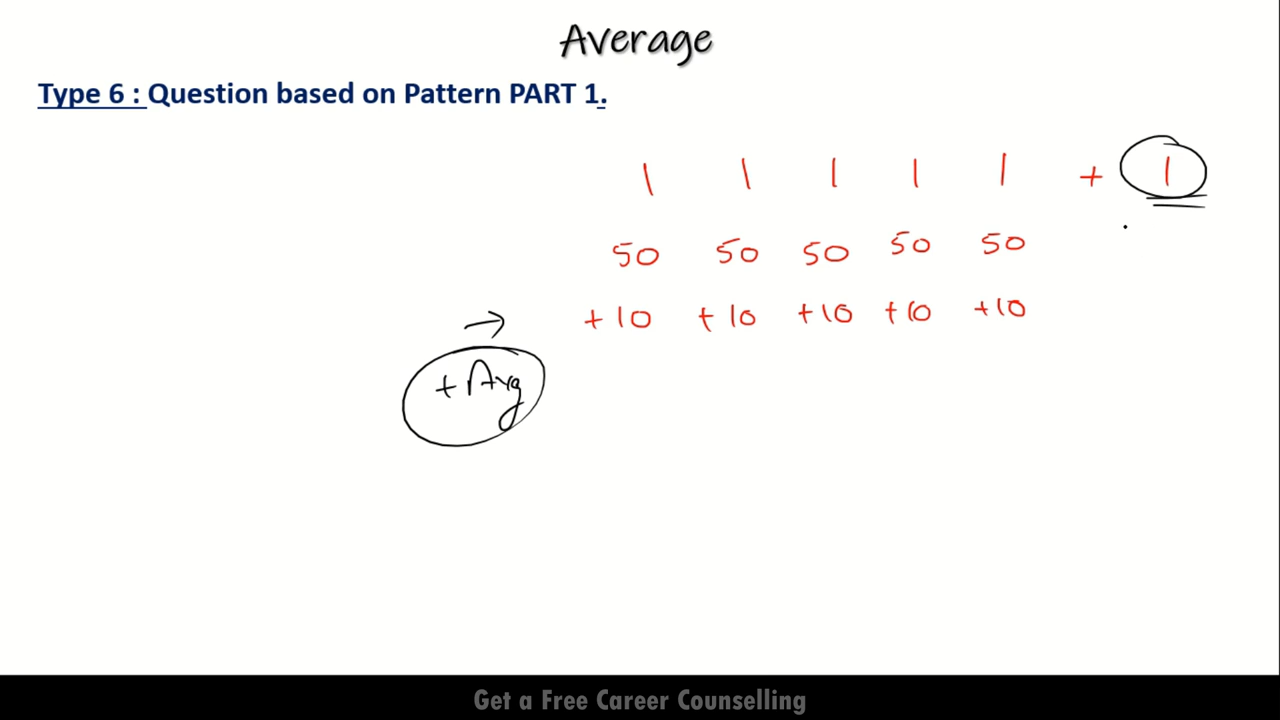 Average
Type 6 : Question based on Pattern PART 1.
1 1 1 1 1 + 1
50 50 50 50 50
+10 +10 +10 +10 +10
→
+ Avg
Get a Free Career Counselling